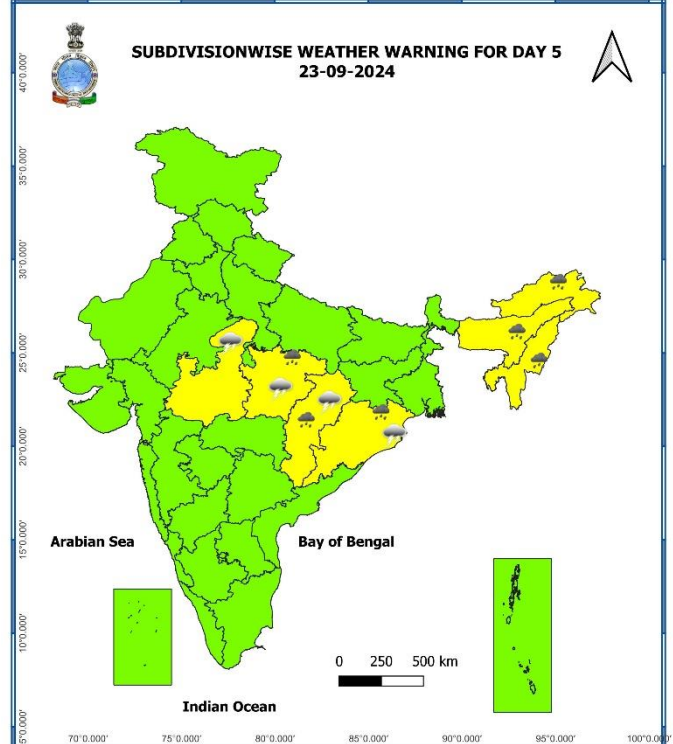 SUBDIVISIONWISE WEATHER WARNING FOR DAY 5
23-09-2024
40°0.000'
35°0.000'
30°0.000'
25°0.000'
20°0.000'
15°0.000'
10°0.000'
5°0.000'
Arabian Sea
Bay of Bengal
0 250 500 km
Indian Ocean
70°0.000' 75°0.000' 80°0.000' 85°0.000' 90°0.000' 95°0.000' 100°0.000'